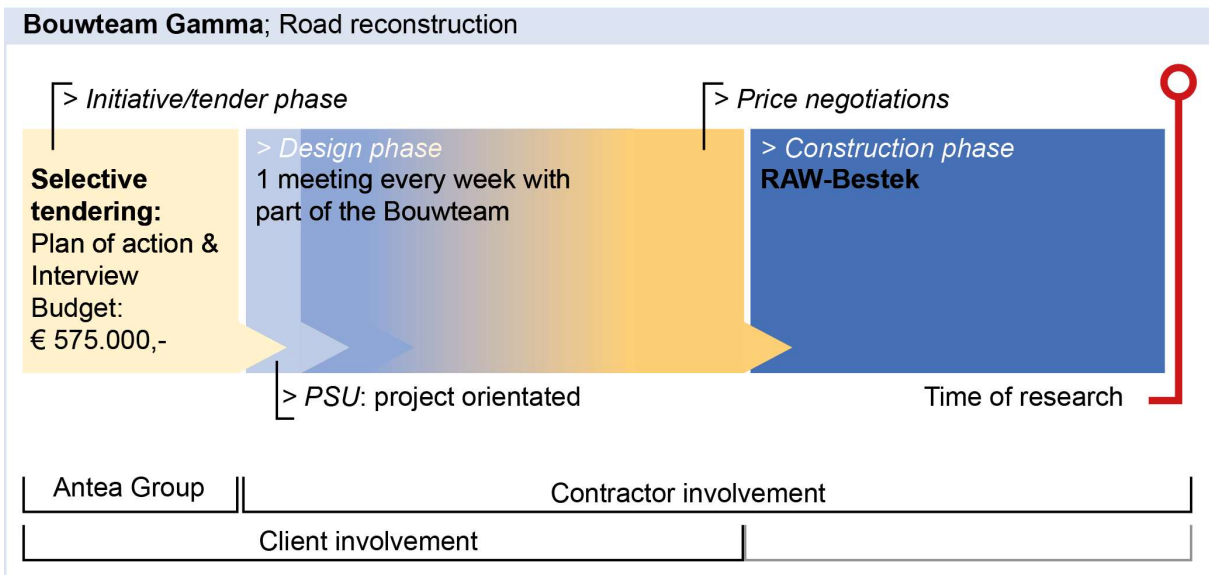 Bouwteam Gamma; Road reconstruction
> Initiative/tender phase
> Price negotiations
Selective
tendering:
Plan of action &
Interview
Budget:
€ 575.000,-
> Design phase
1 meeting every week with
part of the Bouwteam
> Construction phase
RAW-Bestek
> PSU: project orientated
Time of research
Antea Group
Contractor involvement
Client involvement